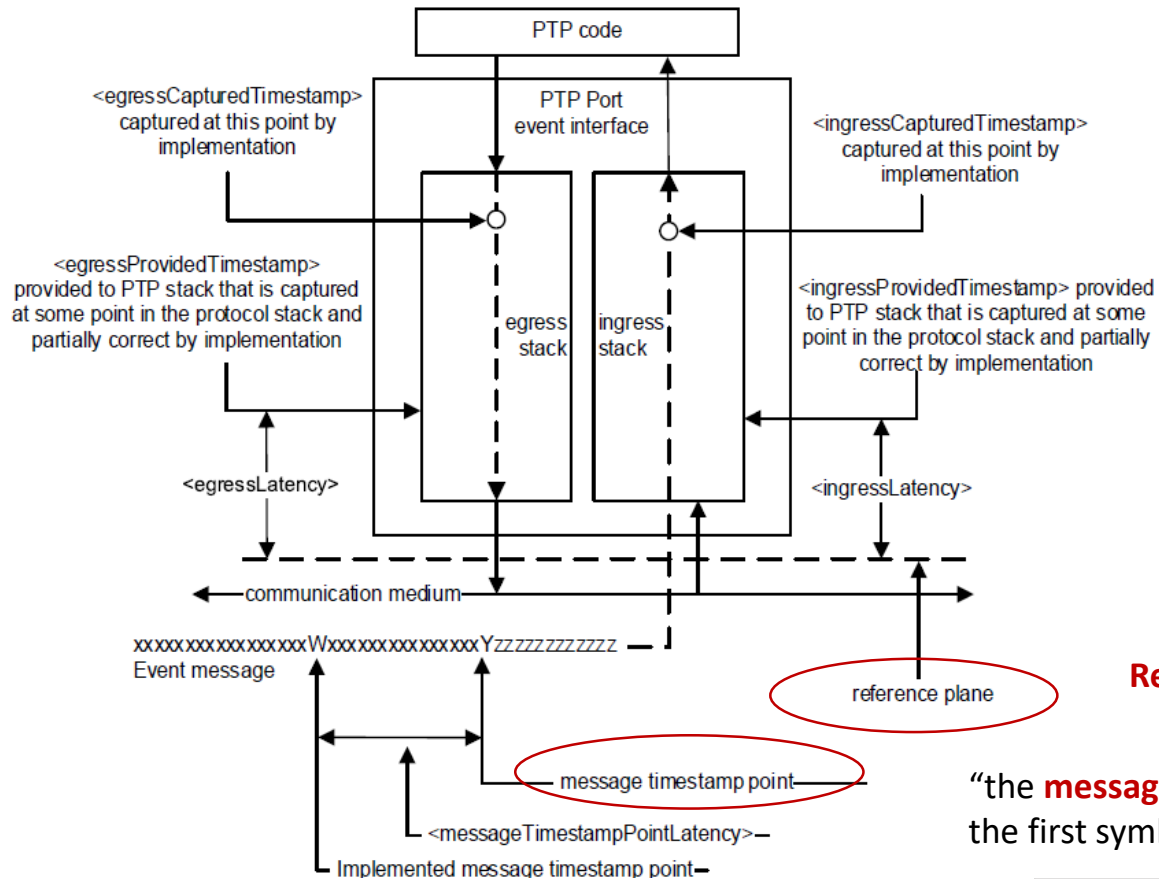 PTP code
<egressCapturedTimestamp>
captured at this point by
implementation
PTP Port
event interface
<ingressCapturedTimestamp>
captured at this point by
implementation
<egressProvidedTimestamp>
provided to PTP stack that is captured
at some point in the protocol stack and
partially correct by implementation
egress
stack
ingress
stack
<ingressProvidedTimestamp> provided
to PTP stack that is captured at some
point in the protocol stack and partially
correct by implementation
<egressLatency>
<ingressLatency>
communication medium
xxxxxxxxxxxxxxxxxWxxxxxxxxxxxxxxxYzzzzzzzzzzzz
Event message
reference plane
Re
message timestamp point
"the messag
the first syml
<messageTimestampPointLatency>
Implemented message timestamp point